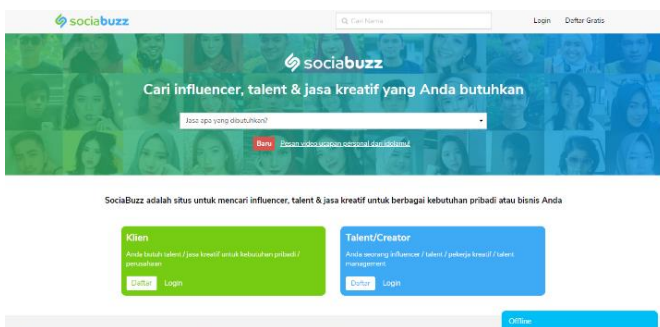 sociabuzz
Cari Nama
Login Daftar Gratis
sociabuzz
Cari influencer, talent & jasa kreatif yang Anda butuhkan
Jasa apa yang dibutuhkan?
Baru Pesan video ucapan personal dari idolamu!
SociaBuzz adalah situs untuk mencari influencer, talent & jasa kreatif untuk berbagai kebutuhan pribadi atau bisnis Anda
Klien
Anda butuh talent / jasa kreatif untuk kebutuhan pribadi /
perusahaan
Daftar Login
Talent/Creator
Anda seorang influencer / talent / pekerja kreatif / talent
management
Daftar Login
Offline